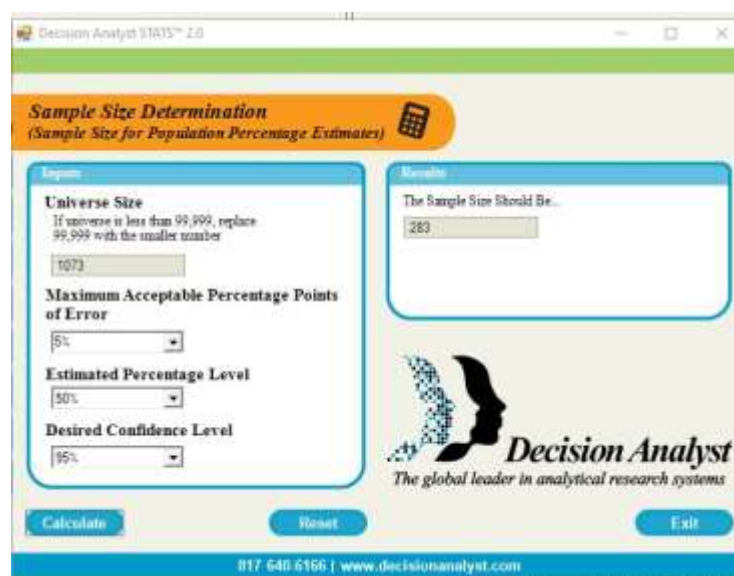 Decision Analyst STATS™ 2.0
Sample Size Determination
(Sample Size for Population Percentage Estimates)
Inputs
Universe Size
If universe is less than 99,999, replace
99,999 with the smaller number
1073
Maximum Acceptable Percentage Points
of Error
5%
Estimated Percentage Level
50%
Desired Confidence Level
95%
Results
The Sample Size Should Be...
283
Decision Analyst
The global leader in analytical research systems
Calculate
Reset
Exit
817 640-6166 | www.decisionanalyst.com